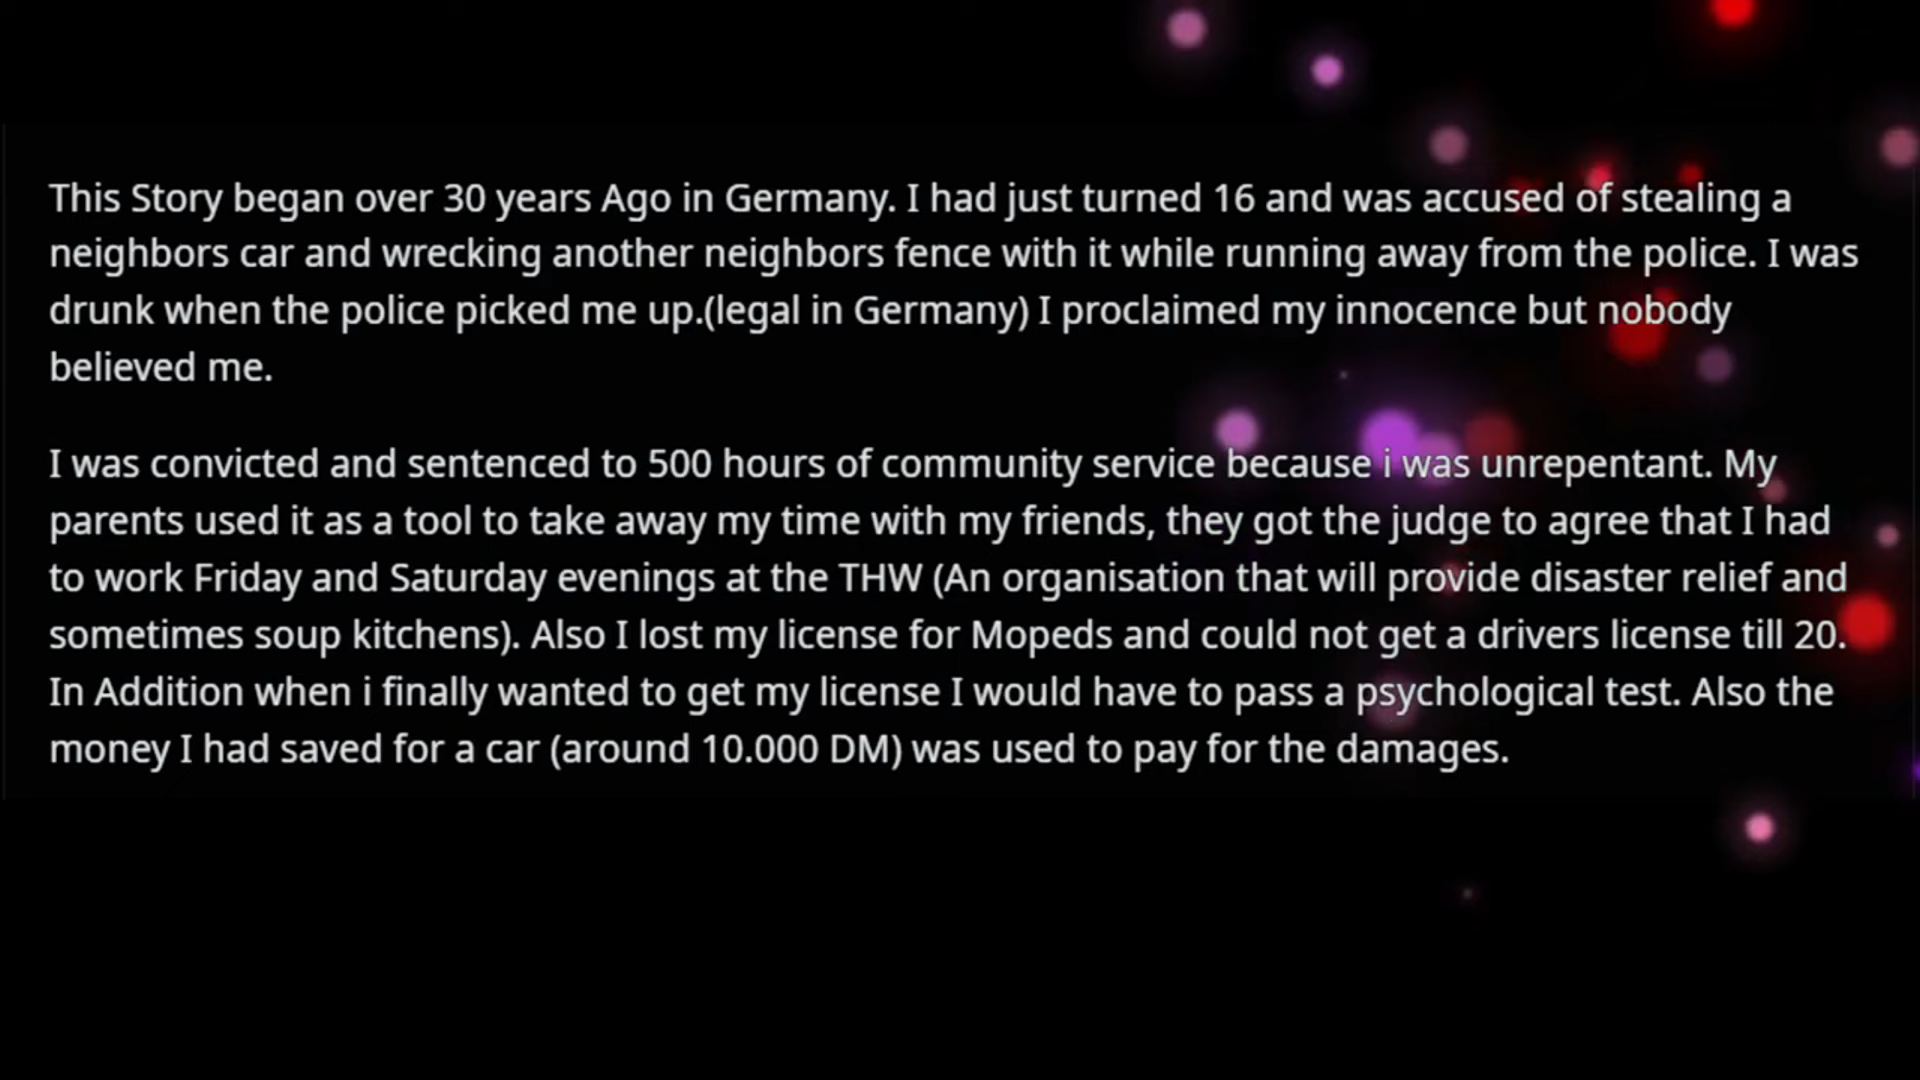 This Story began over 30 years Ago in Germany. I had just turned 16 and was accused of stealing a
neighbors car and wrecking another neighbors fence with it while running away from the police. I was
drunk when the police picked me up.(legal in Germany) I proclaimed my innocence but nobody
believed me.
I was convicted and sentenced to 500 hours of community service because i was unrepentant. My
parents used it as a tool to take away my time with my friends, they got the judge to agree that I had
to work Friday and Saturday evenings at the THW (An organisation that will provide disaster relief and
sometimes soup kitchens). Also I lost my license for Mopeds and could not get a drivers license till 20.
In Addition when i finally wanted to get my license I would have to pass a psychological test. Also the
money I had saved for a car (around 10.000 DM) was used to pay for the damages.